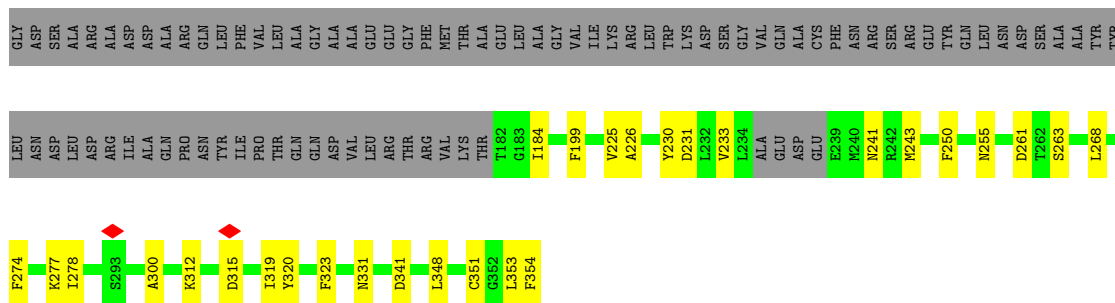 GLY ASP SER ALA ARG ALA ASP ASP ALA ARG GLN LEU PHE VAL LEU ALA GLY ALA ALA GLU GLU GLY PHE MET THR ALA GLU LEU ALA GLY VAL ILE LYS ARG LEU TRP LYS ASP SER GLY VAL GLN ALA CYS PHE ASN ARG SER ARG GLU TYR GLN LEU ASN ASP SER ALA ALA TYR TYR
LEU ASN ASP LEU ASP ARG ILE ALA GLN PRO ASN TYR ILE PRO THR GLN GLN ASP VAL LEU ARG THR ARG VAL LYS THR T182 G183 I184 F199 V225 A226 Y230 D231 L232 V233 L234 ALA GLU ASP GLU E239 M240 N241 R242 M243 F250 N255 D261 T262 S263 L268
F274 K277 I278 S293 A300 K312 D315 I319 Y320 F323 N331 D341 L348 C351 G352 L353 F354